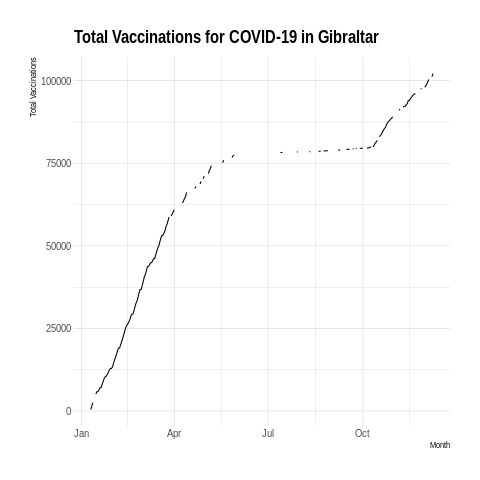 Total Vaccinations for COVID-19 in Gibraltar
Total Vaccinations
100000
75000
50000
25000
0
Jan Apr Jul Oct
Month